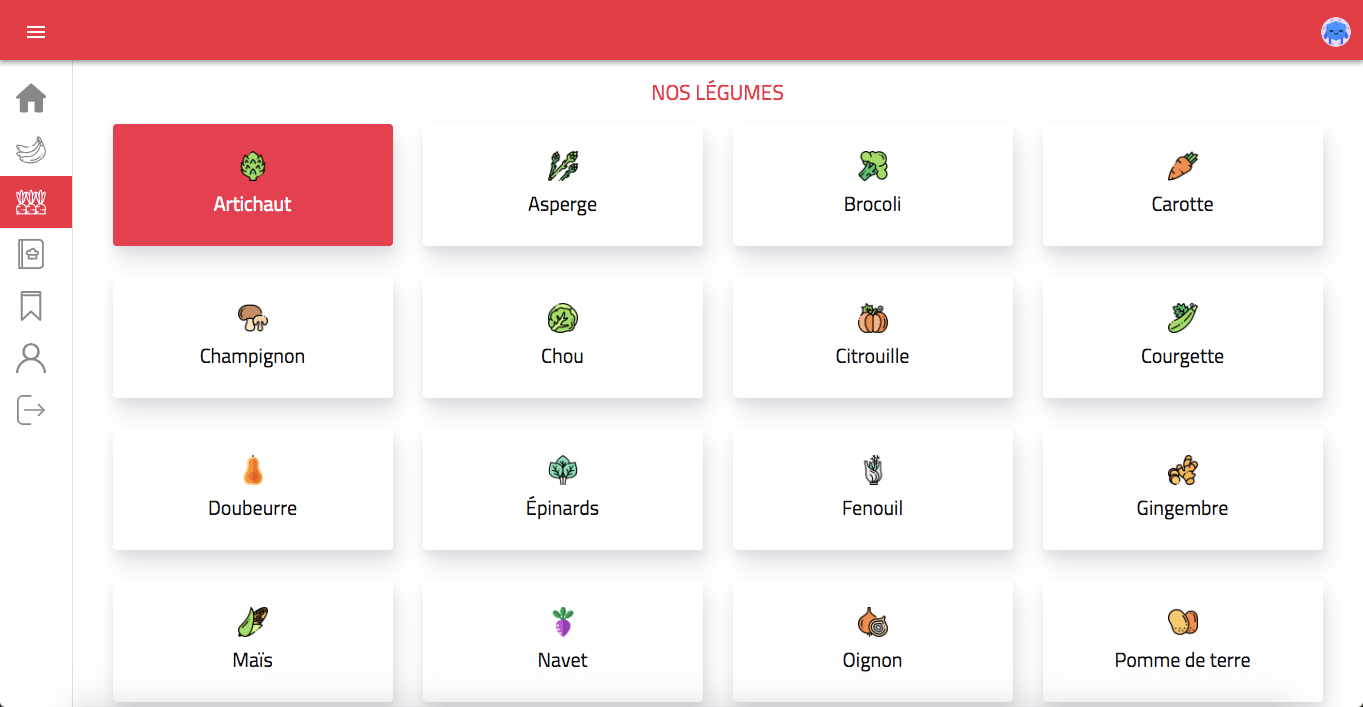 NOS LÉGUMES
Artichaut
Asperge
Brocoli
Carotte
Champignon
Chou
Citrouille
Courgette
Doubeurre
Épinards
Fenouil
Gingembre
Maïs
Navet
Oignon
Pomme de terre